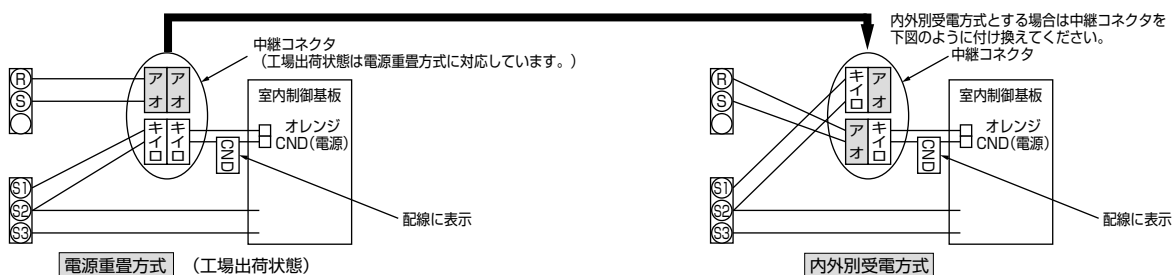 中継コネクタ
(工場出荷状態は電源重畳方式に対応しています。)
R
S
アオ
アオ
キイロ
キイロ
室内制御基板
オレンジ
CND(電源)
CND
S1
S2
S3
配線に表示
電源重畳方式 (工場出荷状態)
内外別受電方式とする場合は中継コネクタを
下図のように付け換えてください。
中継コネクタ
R
S
キイロ
アオ
アオ
キイロ
室内制御基板
オレンジ
CND(電源)
CND
S1
S2
S3
配線に表示
内外別受電方式